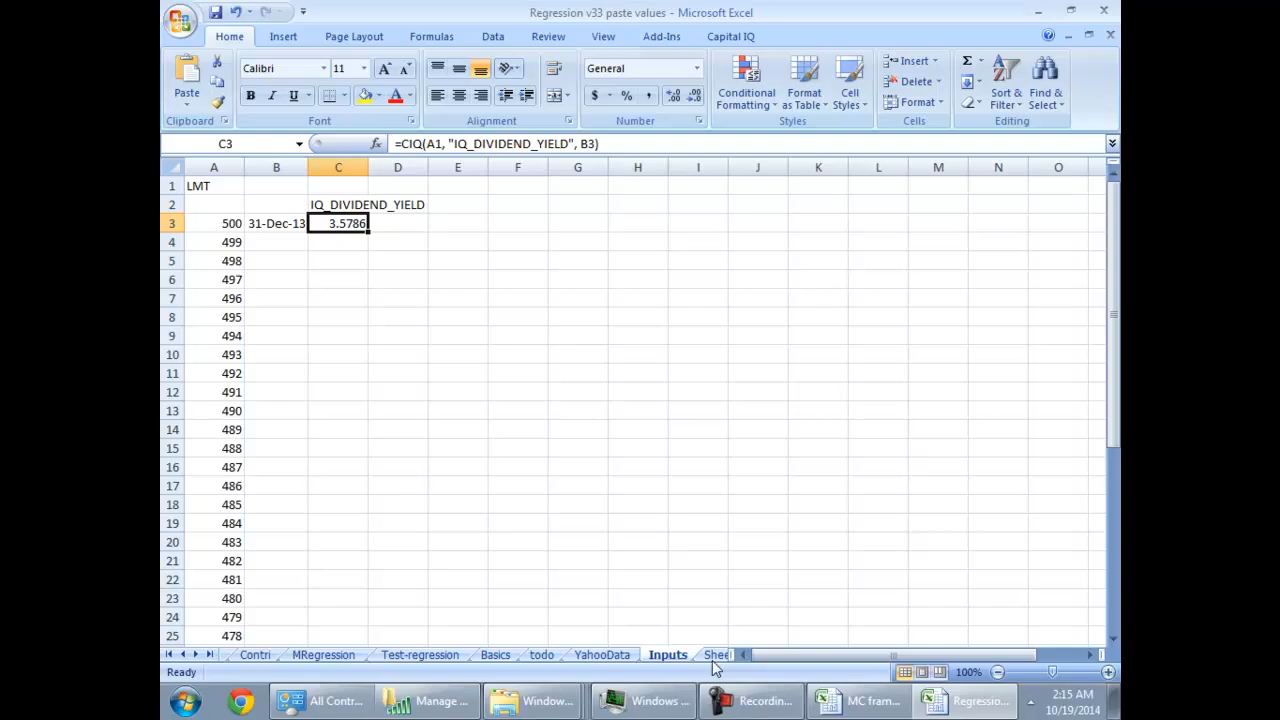 Regression v33 paste values - Microsoft Excel
Home Insert Page Layout Formulas Data Review View Add-Ins Capital IQ
Paste
Clipboard
Calibri 11
B I U
Font
Alignment
General
$ % ,
Number
Conditional Formatting
Format as Table
Cell Styles
Styles
Insert
Delete
Format
Cells
Σ
Sort & Filter
Find & Select
Editing
C3 fx =CIQ(A1, "IQ_DIVIDEND_YIELD", B3)
A B C D E F G H I J K L M N O
1 LMT
2 IQ_DIVIDEND_YIELD
3 500 31-Dec-13 3.5786
4 499
5 498
6 497
7 496
8 495
9 494
10 493
11 492
12 491
13 490
14 489
15 488
16 487
17 486
18 485
19 484
20 483
21 482
22 481
23 480
24 479
25 478
Contri MRegression Test-regression Basics todo YahooData Inputs Shee
Ready 100%
All Contr... Manage ... Window... Windows ... Recordin... MC fram... Regressio...
2:15 AM
10/19/2014